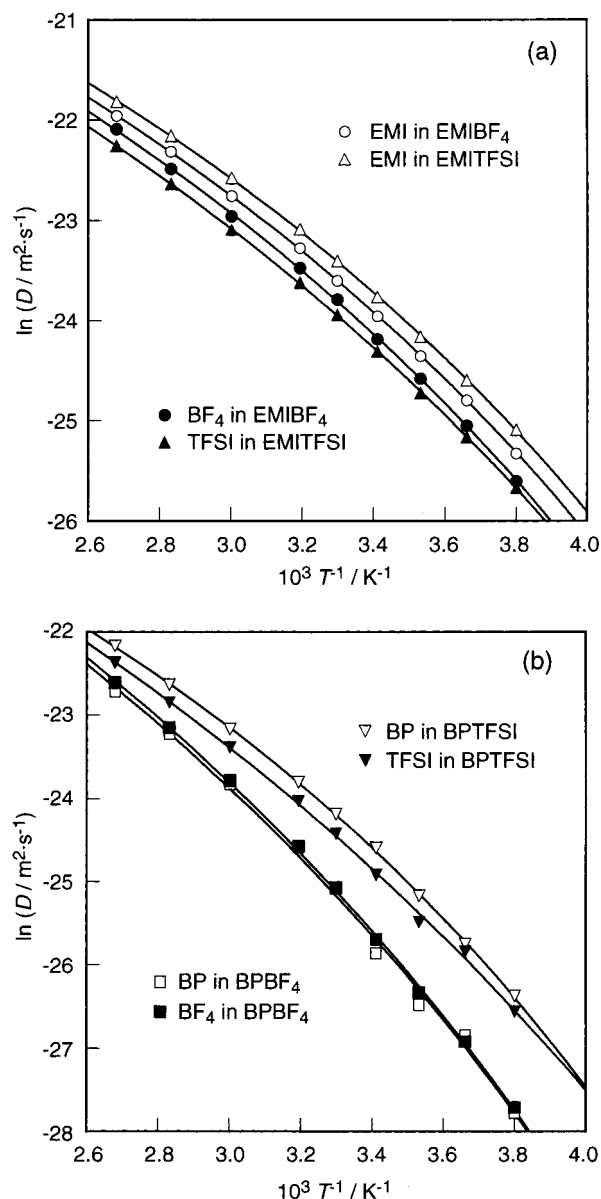 (a)
-21
-22
-23
-24
-25
-26
ln (D / m²·s⁻¹)
EMI in EMIBF₄
EMI in EMITFSI
BF₄ in EMIBF₄
TFSI in EMITFSI
2.6 2.8 3.0 3.2 3.4 3.6 3.8 4.0
10³ T⁻¹ / K⁻¹
(b)
-22
-23
-24
-25
-26
-27
-28
ln (D / m²·s⁻¹)
BP in BPTFSI
TFSI in BPTFSI
BP in BPBF₄
BF₄ in BPBF₄
2.6 2.8 3.0 3.2 3.4 3.6 3.8 4.0
10³ T⁻¹ / K⁻¹